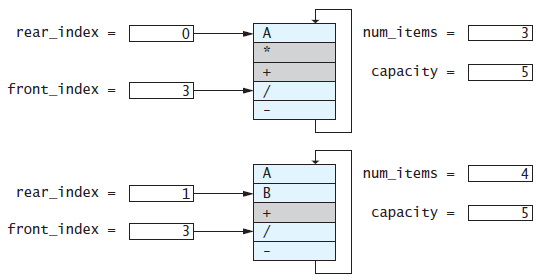 rear_index = 0 A num_items = 3
*
+ capacity = 5
front_index = 3 /
-
A num_items = 4
rear_index = 1 B
+ capacity = 5
front_index = 3 /
-